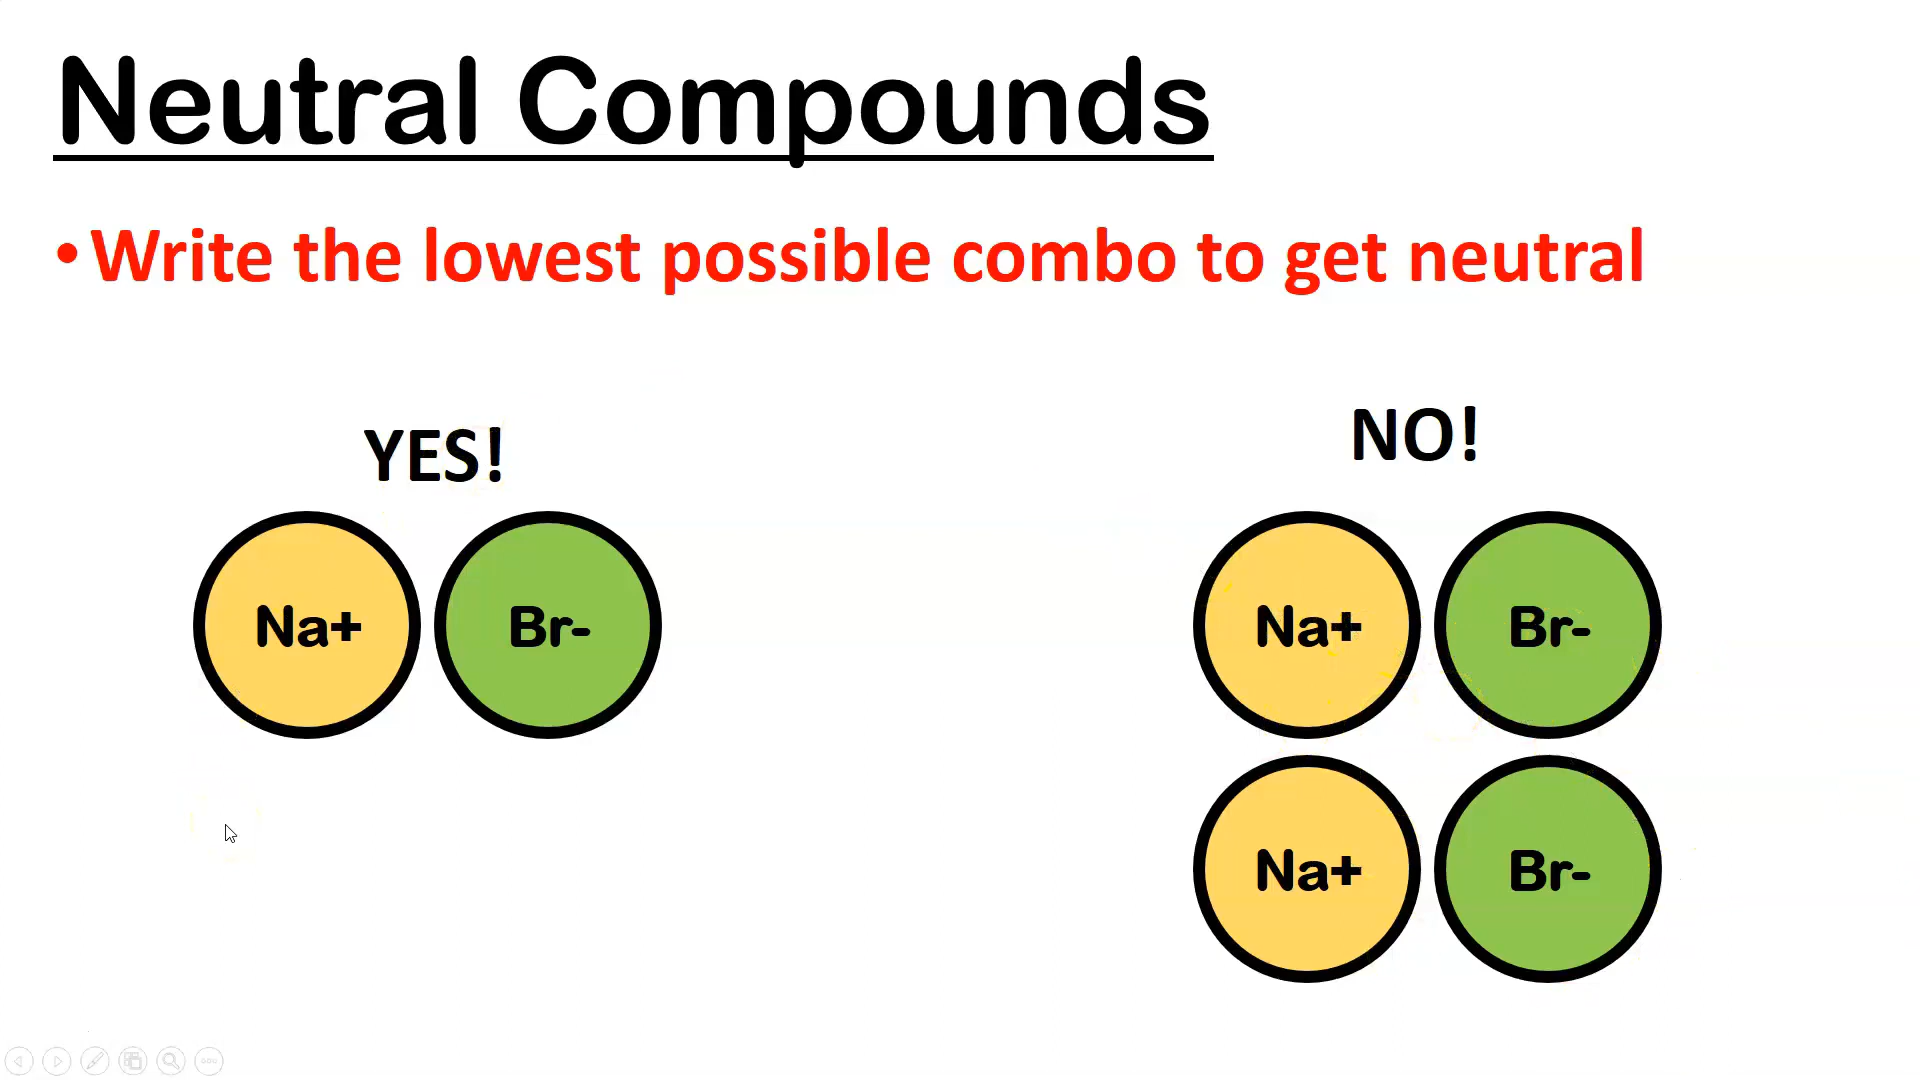 Neutral Compounds
• Write the lowest possible combo to get neutral
YES!
NO!
Na+ Br-
Na+ Br-
Na+ Br-